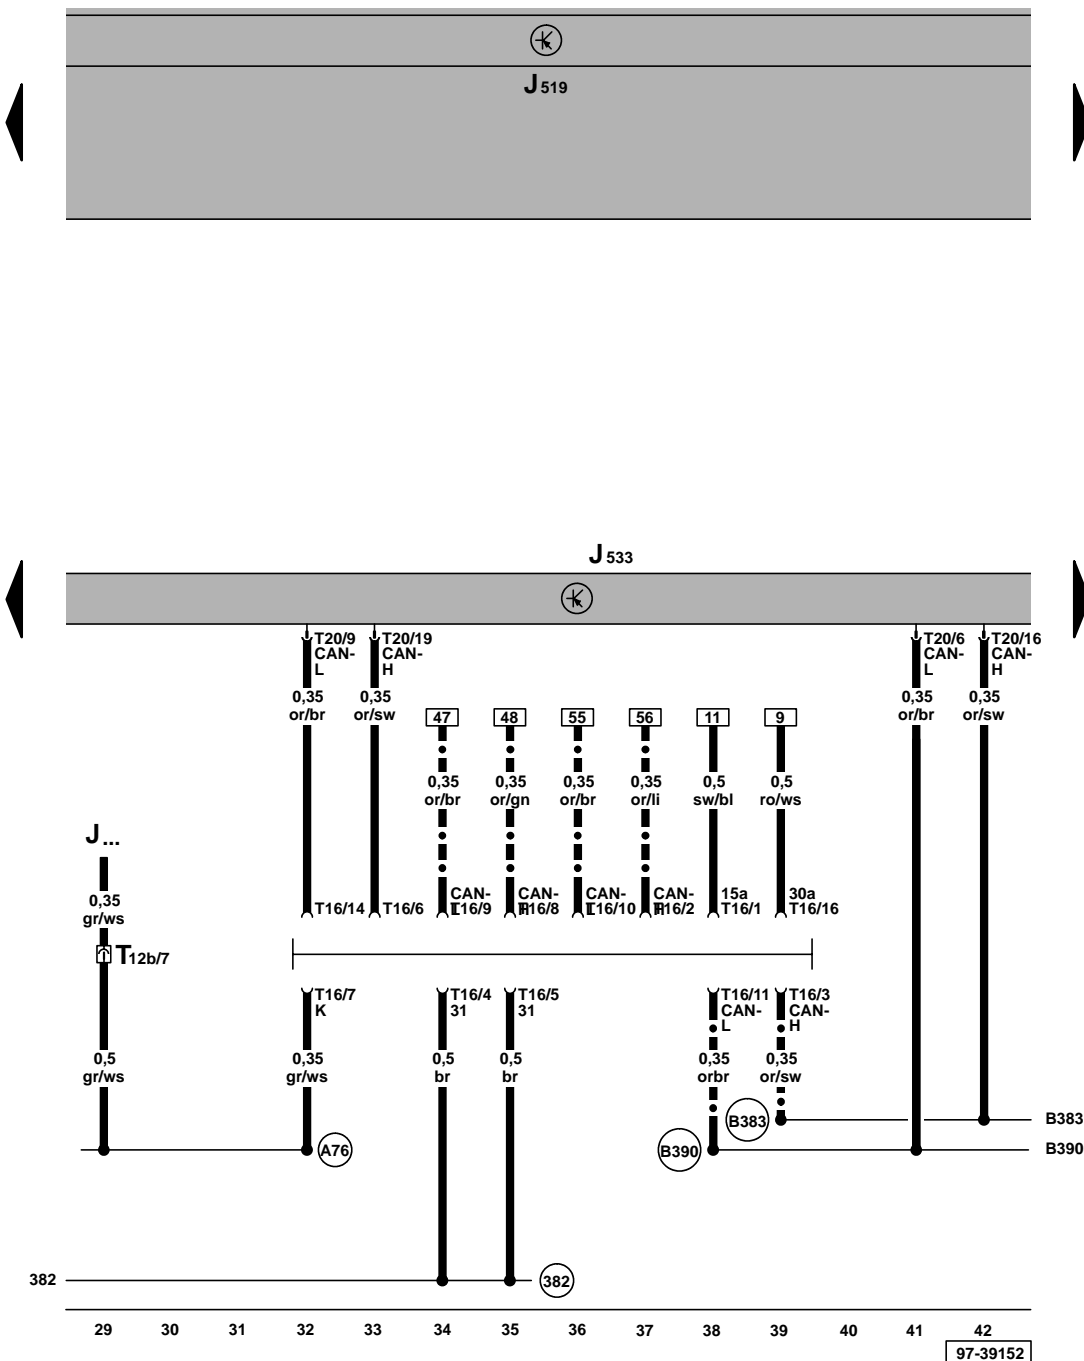 J 519
J 533
T20/9 CAN-L
T20/19 CAN-H
T20/6 CAN-L
T20/16 CAN-H
0,35 or/br
0,35 or/sw
0,35 or/br
0,35 or/sw
47
48
55
56
11
9
0,35 or/br
0,35 or/gn
0,35 or/br
0,35 or/li
0,5 sw/bl
0,5 ro/ws
J...
0,35 gr/ws
T16/14
T16/6
CAN-L T16/9
CAN-H T16/8
CAN-L T16/10
CAN-H T16/2
15a T16/1
30a T16/16
T12b/7
T16/7 K
T16/4 31
T16/5 31
T16/11 CAN-L
T16/3 CAN-H
0,5 gr/ws
0,35 gr/ws
0,5 br
0,5 br
0,35 orbr
0,35 or/sw
B383
B383
A76
B390
B390
382
382
29 30 31 32 33 34 35 36 37 38 39 40 41 42
97-39152